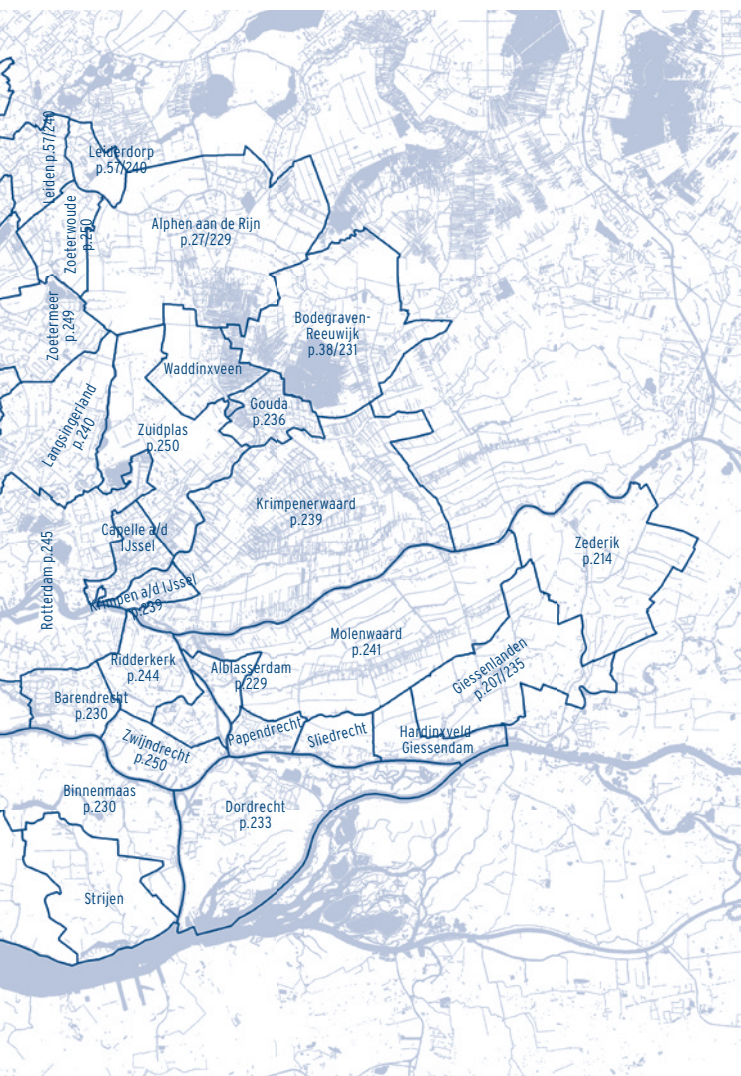 Leiden p.57/240
Leiderdorp
p.57/240
Zoeterwoude
p.250
Alphen aan de Rijn
p.27/229
Zoetermeer
p.249
Bodegraven-
Reeuwijk
p.38/231
Waddinxveen
Langsingerland
p.240
Gouda
p.236
Zuidplas
p.250
Krimpenerwaard
p.239
Capelle a/d
IJssel
Zederik
p.214
Rotterdam p.245
Krimpen a/d IJssel
p.239
Molenwaard
p.241
Ridderkerk
p.244
Alblasserdam
p.229
Giessenlanden
p.207/235
Barendrecht
p.230
Zwijndrecht
p.250
Papendrecht
Sliedrecht
Hardinxveld-
Giessendam
Binnenmaas
p.230
Dordrecht
p.233
Strijen